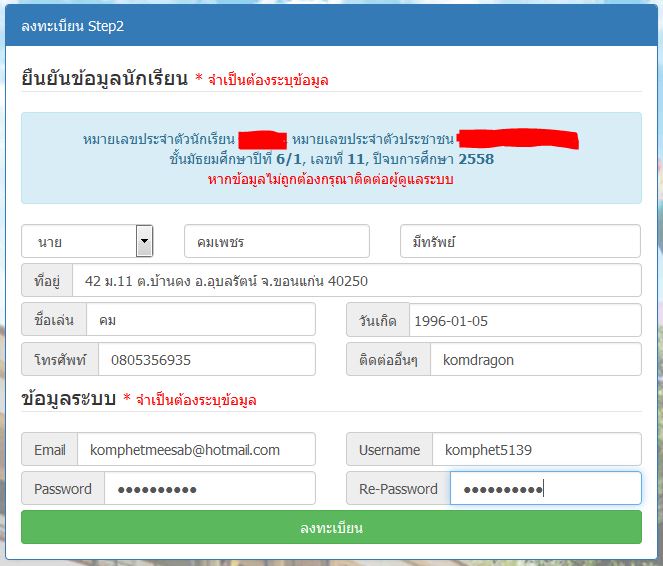 ลงทะเบียน Step2
ยืนยันข้อมูลนักเรียน * จำเป็นต้องระบุข้อมูล
หมายเลขประจำตัวนักเรียน , หมายเลขประจำตัวประชาชน
ชั้นมัธยมศึกษาปีที่ 6/1, เลขที่ 11, ปีจบการศึกษา 2558
หากข้อมูลไม่ถูกต้องกรุณาติดต่อผู้ดูแลระบบ
นาย คมเพชร มีทรัพย์
ที่อยู่ 42 ม.11 ต.บ้านดง อ.อุบลรัตน์ จ.ขอนแก่น 40250
ชื่อเล่น คม วันเกิด 1996-01-05
โทรศัพท์ 0805356935 ติดต่ออื่นๆ komdragon
ข้อมูลระบบ * จำเป็นต้องระบุข้อมูล
Email komphetmeesab@hotmail.com Username komphet5139
Password ●●●●●●●●●● Re-Password ●●●●●●●●●●
ลงทะเบียน